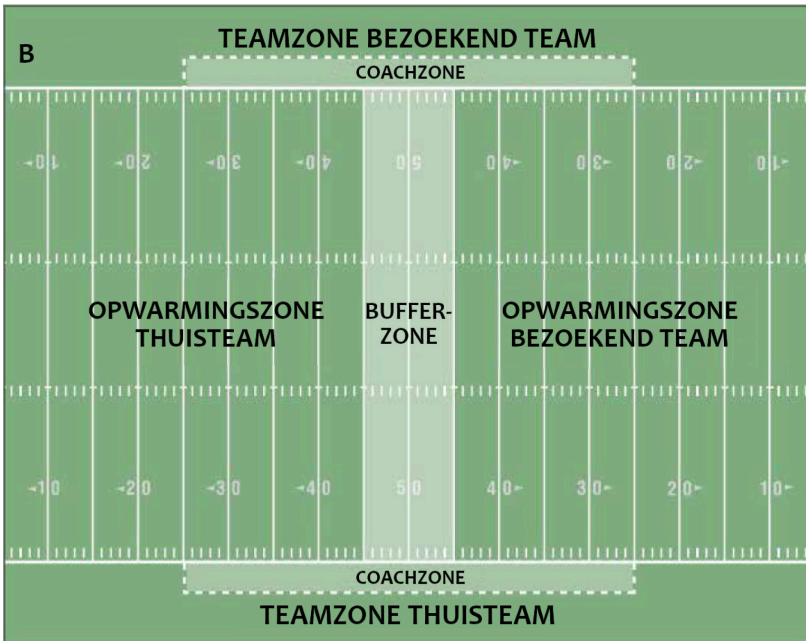 TEAMZONE BEZOEKEND TEAM
B
COACHZONE
10 20 30 40 50 40 30 20 10
OPWARMINGSZONE
THUISTEAM
BUFFER-
ZONE
OPWARMINGSZONE
BEZOEKEND TEAM
10 20 30 40 50 40 30 20 10
COACHZONE
TEAMZONE THUISTEAM